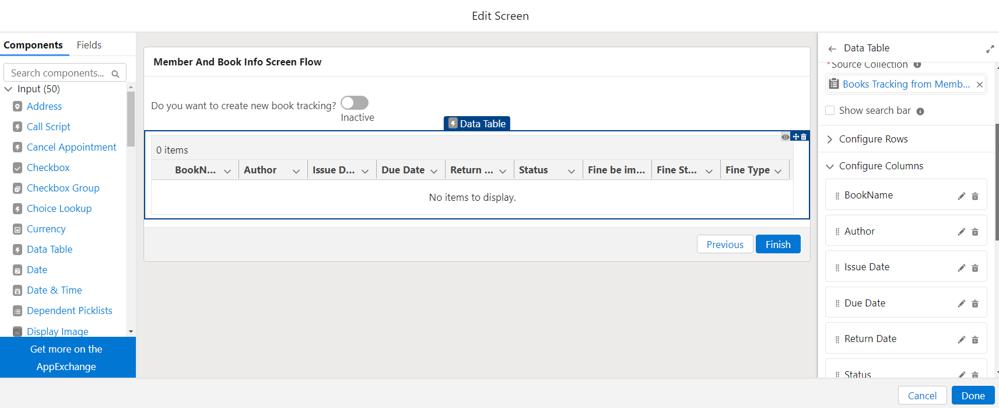 Edit Screen
Components
Fields
Search components...
Input (50)
Address
Call Script
Cancel Appointment
Checkbox
Checkbox Group
Choice Lookup
Currency
Data Table
Date
Date & Time
Dependent Picklists
Display Image
Get more on the
AppExchange
Member And Book Info Screen Flow
Do you want to create new book tracking?
Inactive
Data Table
0 items
BookN... Author Issue D... Due Date Return ... Status Fine be im... Fine St... Fine Type
No items to display.
Previous
Finish
Data Table
*Source Collection
Books Tracking from Memb...
Show search bar
Configure Rows
Configure Columns
BookName
Author
Issue Date
Due Date
Return Date
Status
Cancel
Done